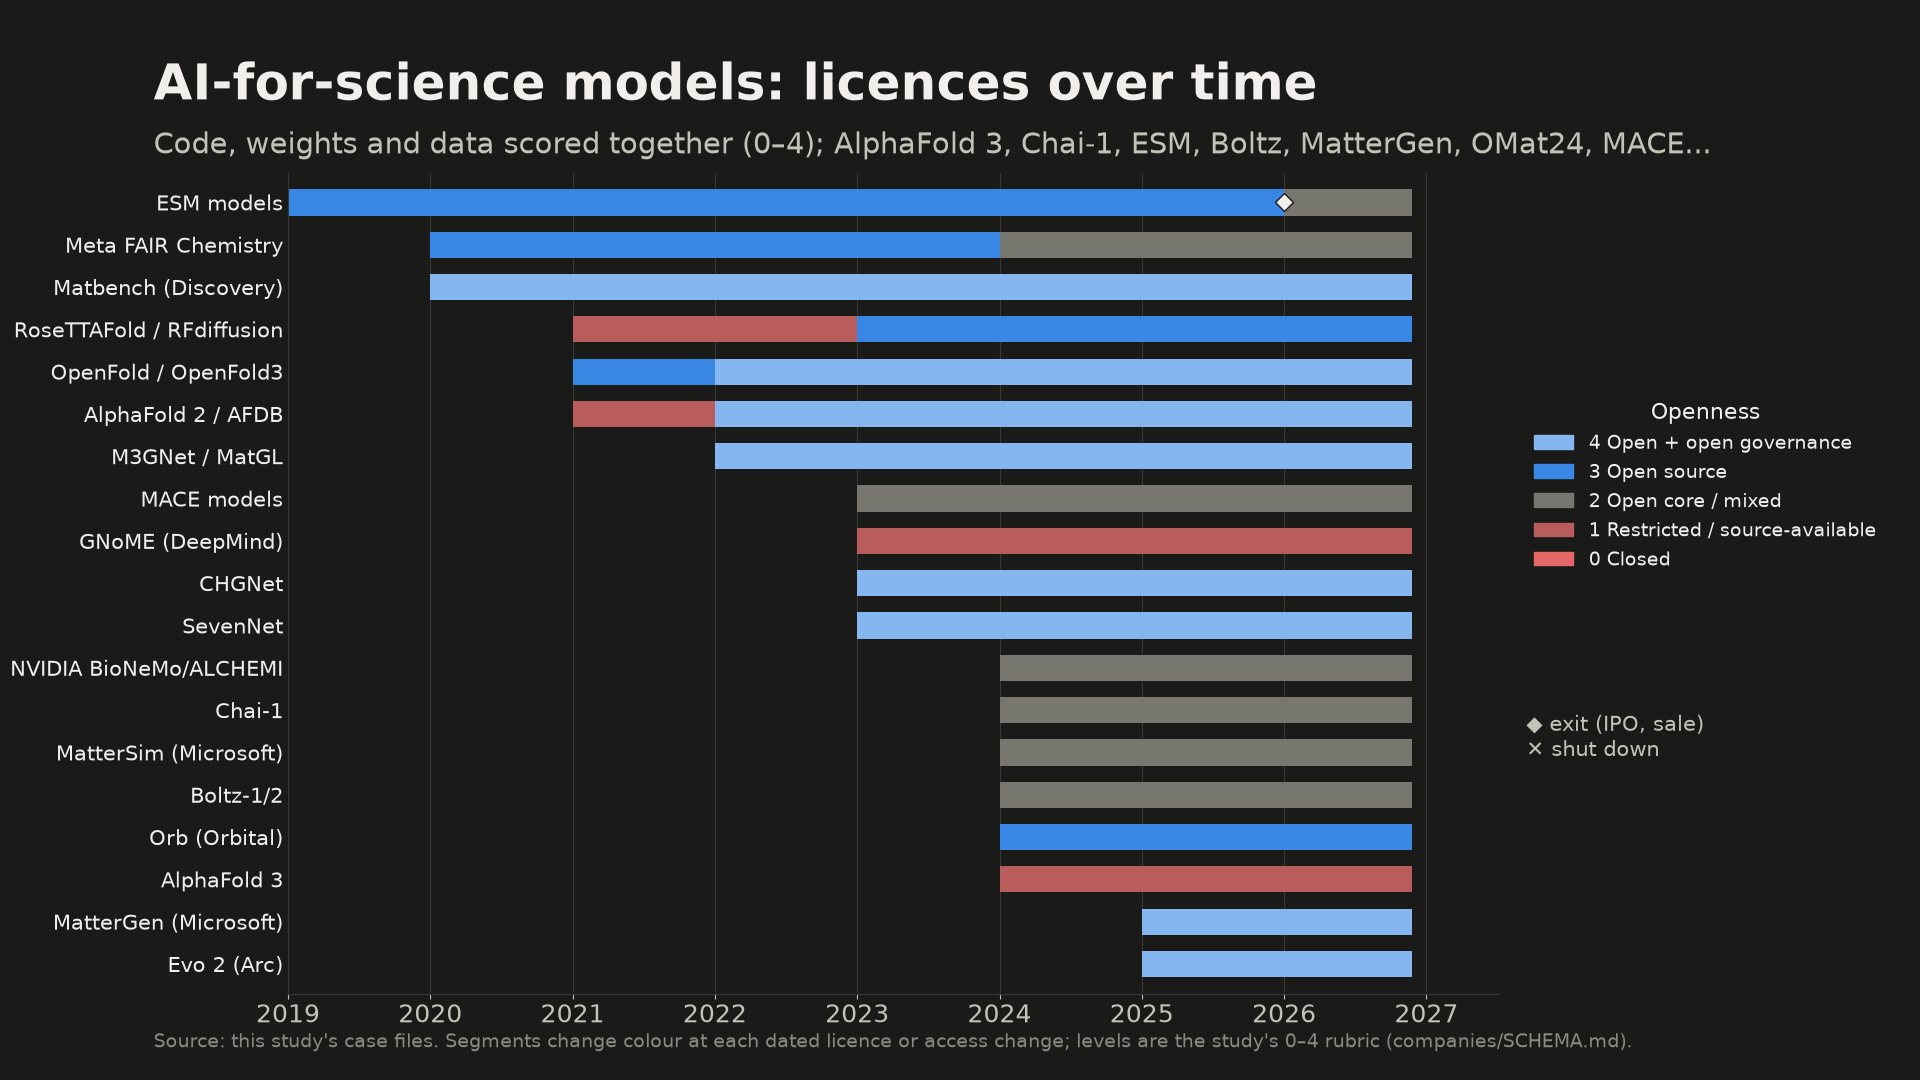 AI-for-science models: licences over time
Code, weights and data scored together (0–4); AlphaFold 3, Chai-1, ESM, Boltz, MatterGen, OMat24, MACE...
ESM models
Meta FAIR Chemistry
Matbench (Discovery)
RoseTTAFold / RFdiffusion
OpenFold / OpenFold3
AlphaFold 2 / AFDB
M3GNet / MatGL
MACE models
GNoME (DeepMind)
CHGNet
SevenNet
NVIDIA BioNeMo/ALCHEMI
Chai-1
MatterSim (Microsoft)
Boltz-1/2
Orb (Orbital)
AlphaFold 3
MatterGen (Microsoft)
Evo 2 (Arc)
2019 2020 2021 2022 2023 2024 2025 2026 2027
Openness
4 Open + open governance
3 Open source
2 Open core / mixed
1 Restricted / source-available
0 Closed
◆ exit (IPO, sale)
✕ shut down
Source: this study's case files. Segments change colour at each dated licence or access change; levels are the study's 0–4 rubric (companies/SCHEMA.md).